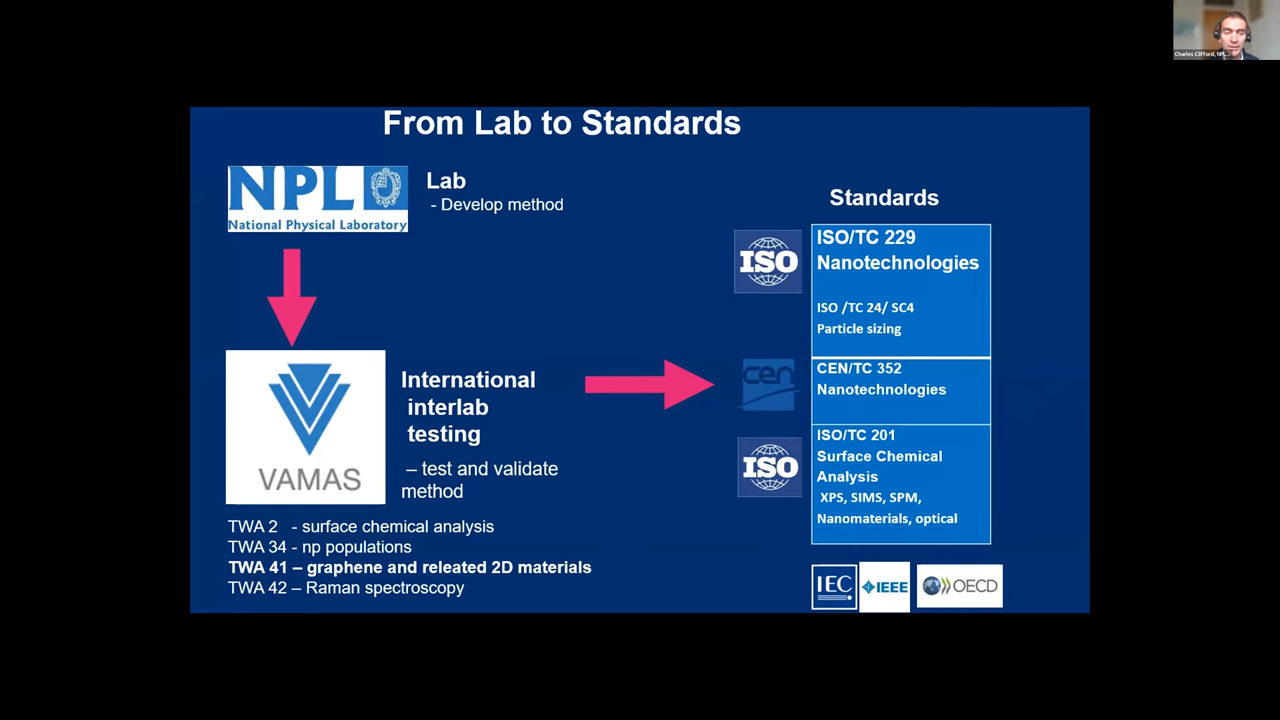 Charles Clifford, NPL...
From Lab to Standards
NPL
National Physical Laboratory
Lab
- Develop method
VAMAS
International
interlab
testing
– test and validate
method
TWA 2 - surface chemical analysis
TWA 34 - np populations
TWA 41 – graphene and releated 2D materials
TWA 42 – Raman spectroscopy
Standards
ISO
ISO/TC 229
Nanotechnologies
ISO /TC 24/ SC4
Particle sizing
cen
CEN/TC 352
Nanotechnologies
ISO
ISO/TC 201
Surface Chemical
Analysis
XPS, SIMS, SPM,
Nanomaterials, optical
IEC
IEEE
OECD